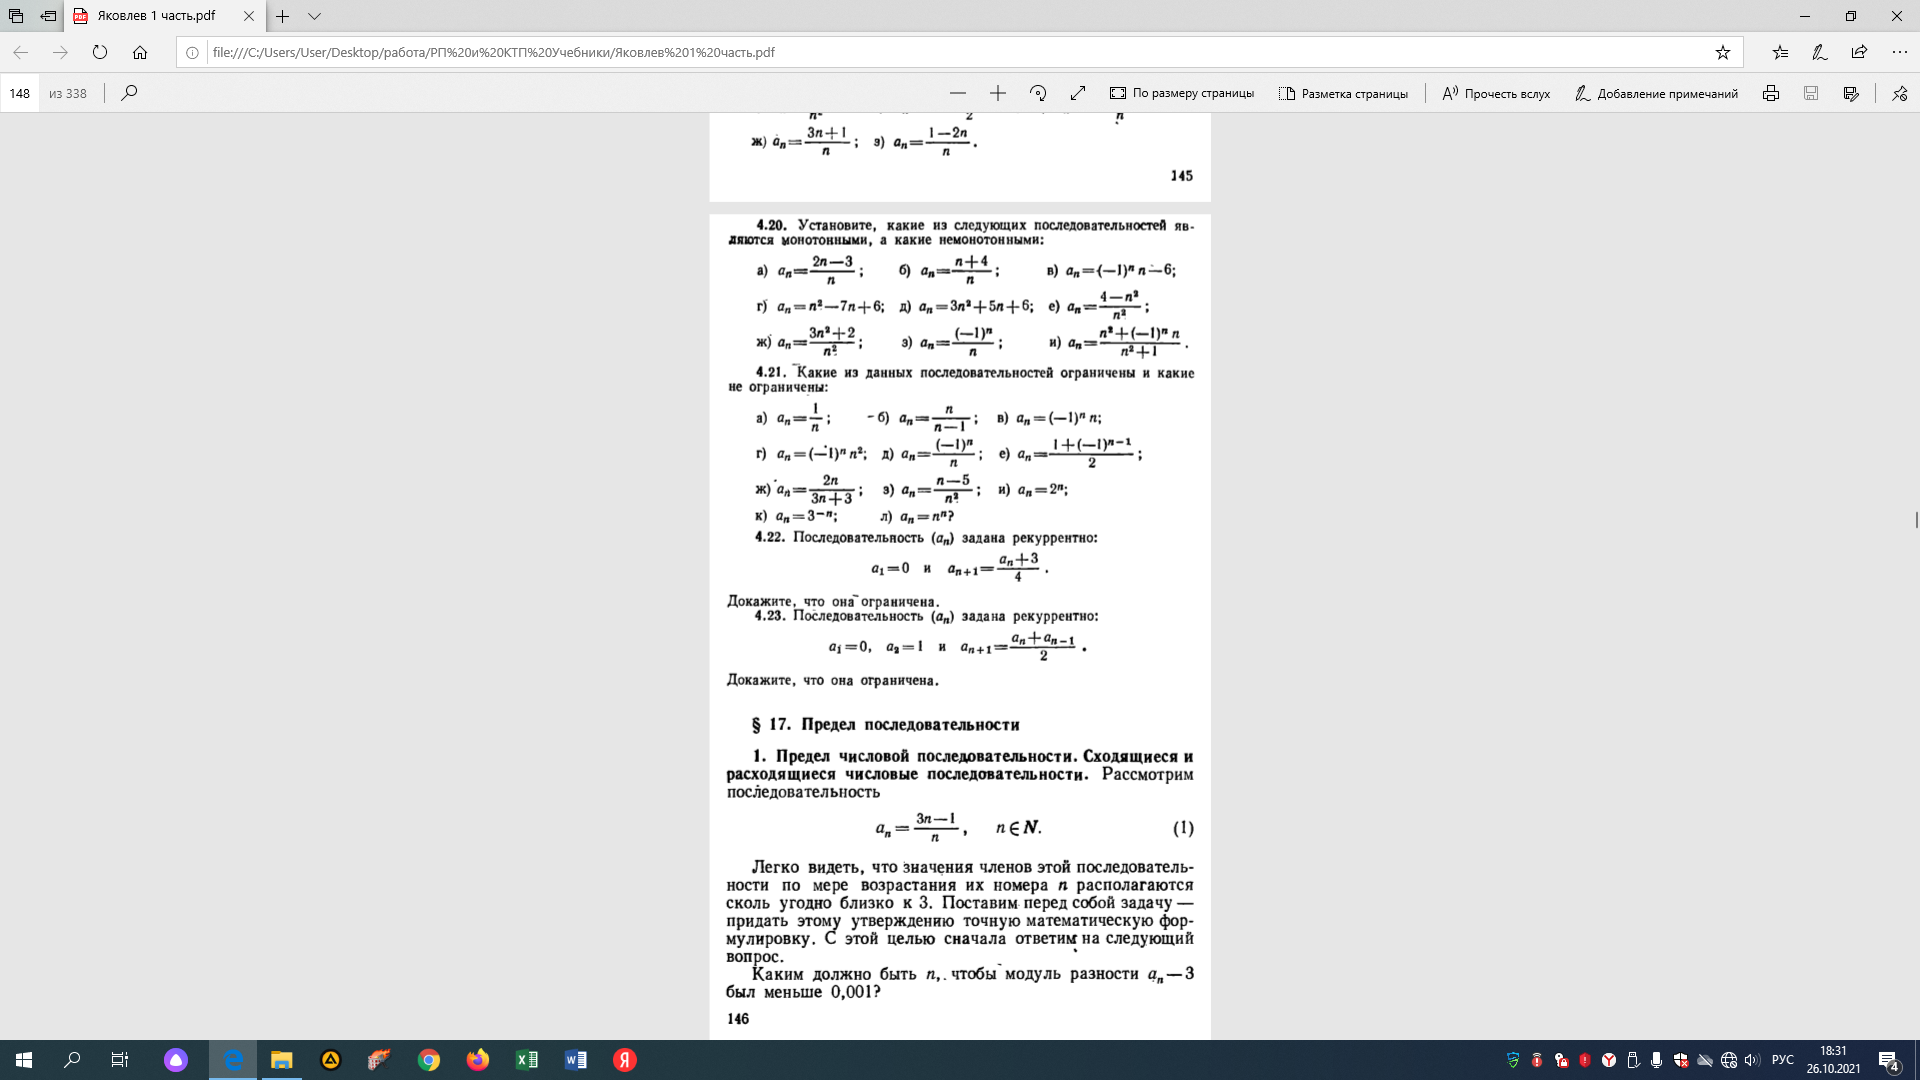 Яковлев 1 часть.pdf
file:///C:/Users/User/Desktop/работа/РП%20и%20КТП%20Учебники/Яковлев%201%20часть.pdf
148 из 338 По размеру страницы Разметка страницы Прочесть вслух Добавление примечаний
n² 2 n
ж) aₙ = (3n+1)/n; з) aₙ = (1−2n)/n.
145
4.20. Установите, какие из следующих последовательностей яв-
ляются монотонными, а какие немонотонными:
а) aₙ = (2n−3)/n; б) aₙ = (n+4)/n; в) aₙ = (−1)ⁿ n − 6;
г) aₙ = n² − 7n + 6; д) aₙ = 3n² + 5n + 6; е) aₙ = (4−n²)/n²;
ж) aₙ = (3n²+2)/n²; з) aₙ = (−1)ⁿ/n; и) aₙ = (n²+(−1)ⁿ n)/(n²+1).
4.21. Какие из данных последовательностей ограничены и какие
не ограничены:
а) aₙ = 1/n; б) aₙ = n/(n−1); в) aₙ = (−1)ⁿ n;
г) aₙ = (−1)ⁿ n²; д) aₙ = (−1)ⁿ/n; е) aₙ = (1+(−1)ⁿ⁻¹)/2;
ж) aₙ = 2n/(3n+3); з) aₙ = (n−5)/n²; и) aₙ = 2ⁿ;
к) aₙ = 3⁻ⁿ; л) aₙ = nⁿ?
4.22. Последовательность (aₙ) задана рекуррентно:
a₁ = 0 и aₙ₊₁ = (aₙ+3)/4.
Докажите, что она ограничена.
4.23. Последовательность (aₙ) задана рекуррентно:
a₁ = 0, a₂ = 1 и aₙ₊₁ = (aₙ+aₙ₋₁)/2.
Докажите, что она ограничена.
§ 17. Предел последовательности
1. Предел числовой последовательности. Сходящиеся и
расходящиеся числовые последовательности. Рассмотрим
последовательность
aₙ = (3n−1)/n, n ∈ N. (1)
Легко видеть, что значения членов этой последователь-
ности по мере возрастания их номера n располагаются
сколь угодно близко к 3. Поставим перед собой задачу —
придать этому утверждению точную математическую фор-
мулировку. С этой целью сначала ответим на следующий
вопрос.
Каким должно быть n, чтобы модуль разности aₙ − 3
был меньше 0,001?
146
РУС 18:31
26.10.2021
4